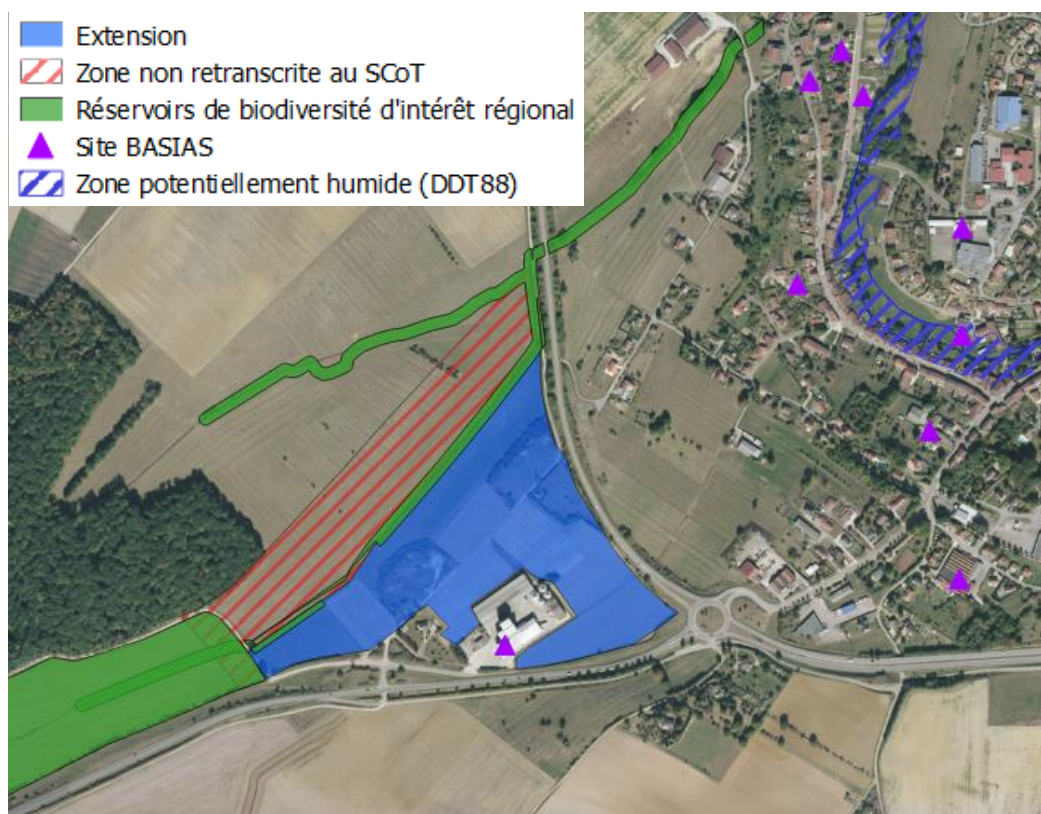 Extension
Zone non retranscrite au SCoT
Réservoirs de biodiversité d'intérêt régional
Site BASIAS
Zone potentiellement humide (DDT88)